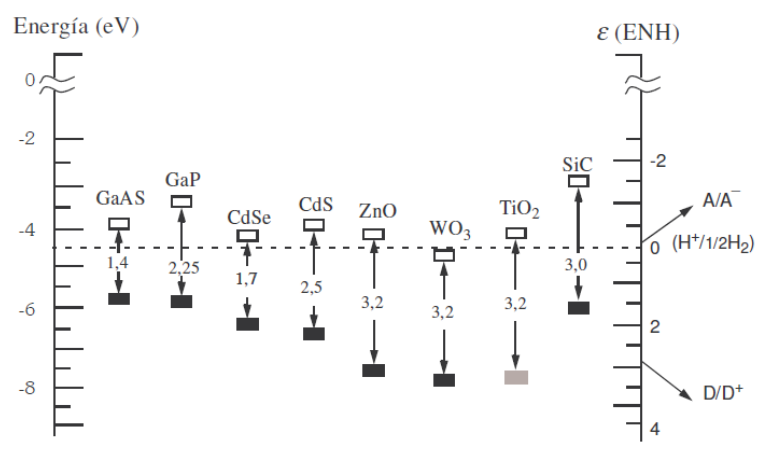 Energía (eV)
ε (ENH)
0
-2
-4
-6
-8
GaAS
GaP
CdSe
CdS
ZnO
WO3
TiO2
SiC
1,4
2,25
1,7
2,5
3,2
3,2
3,2
3,0
-2
0 (H+/1/2H2)
2
4
A/A−
D/D+